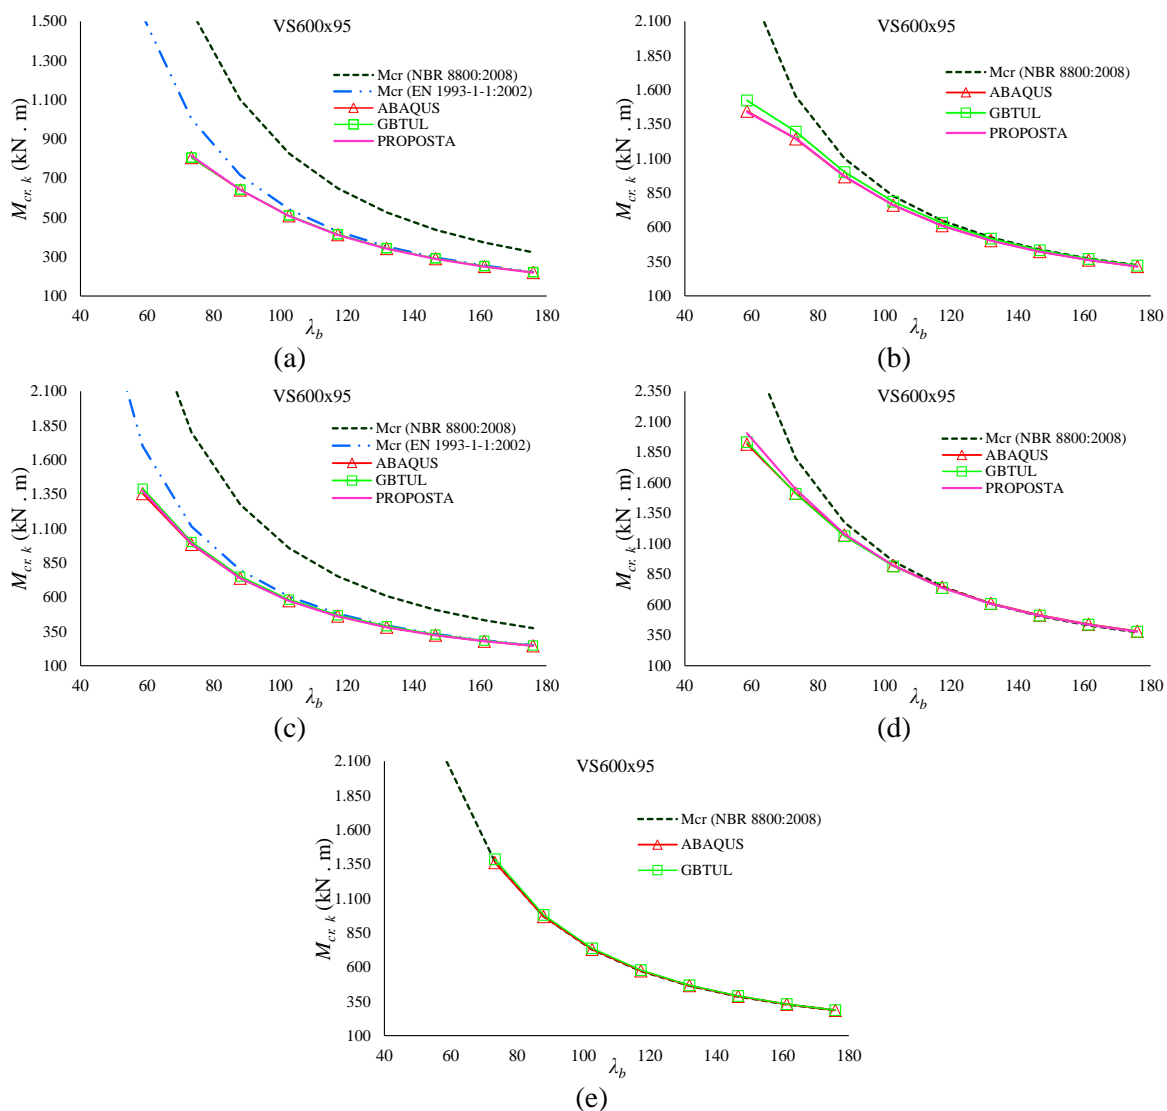 VS600x95
Mcr (NBR 8800:2008)
Mcr (EN 1993-1-1:2002)
ABAQUS
GBTUL
PROPOSTA
M cr. k (kN . m)
1.500
1.300
1.100
900
700
500
300
100
40 60 80 100 120 140 160 180
λb
(a)
VS600x95
Mcr (NBR 8800:2008)
ABAQUS
GBTUL
PROPOSTA
M cr. k (kN . m)
2.100
1.850
1.600
1.350
1.100
850
600
350
100
40 60 80 100 120 140 160 180
λb
(b)
VS600x95
Mcr (NBR 8800:2008)
Mcr (EN 1993-1-1:2002)
ABAQUS
GBTUL
PROPOSTA
M cr. k (kN . m)
2.100
1.850
1.600
1.350
1.100
850
600
350
100
40 60 80 100 120 140 160 180
λb
(c)
VS600x95
Mcr (NBR 8800:2008)
ABAQUS
GBTUL
PROPOSTA
M cr. k (kN . m)
2.350
2.100
1.850
1.600
1.350
1.100
850
600
350
100
40 60 80 100 120 140 160 180
λb
(d)
VS600x95
Mcr (NBR 8800:2008)
ABAQUS
GBTUL
M cr. k (kN . m)
2.100
1.850
1.600
1.350
1.100
850
600
350
100
40 60 80 100 120 140 160 180
λb
(e)